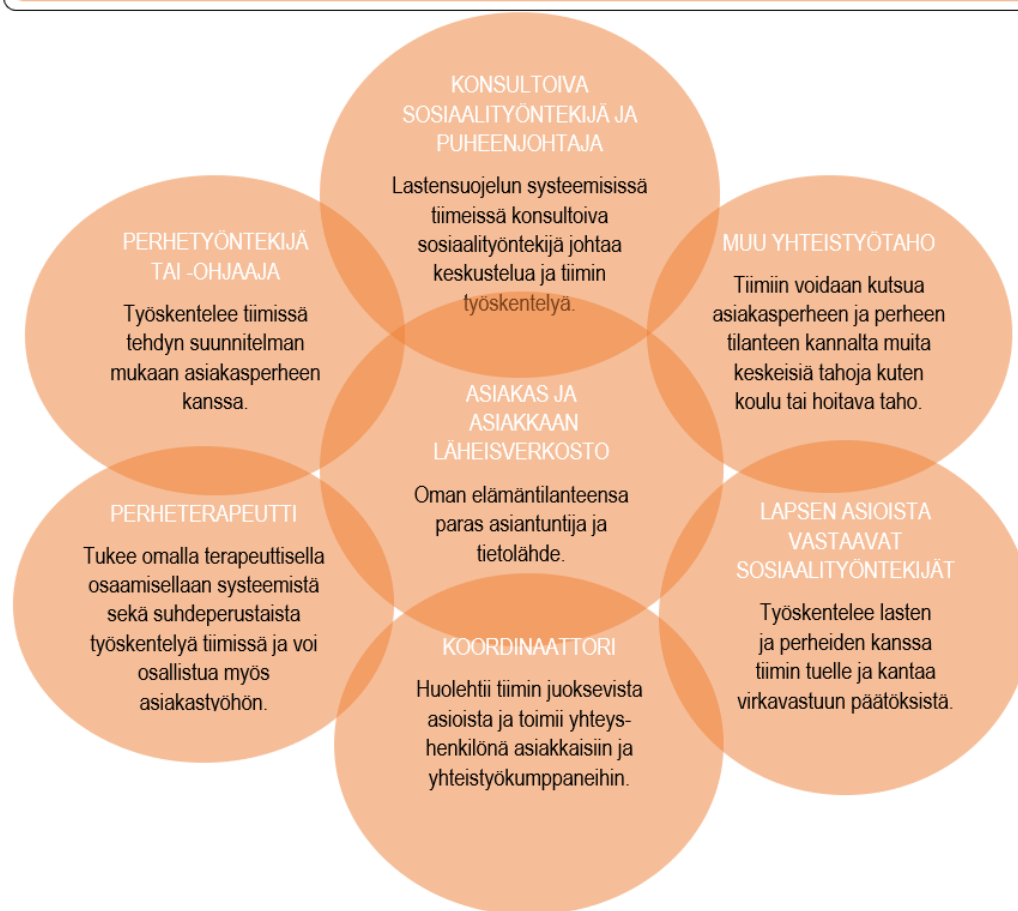 KONSULTOIVA
SOSIAALITYÖNTEKIJÄ JA
PUHEENJOHTAJA
Lastensuojelun systeemisissä
tiimeissä konsultoiva
sosiaalityöntekijä johtaa
keskustelua ja tiimin
työskentelyä.
PERHETYÖNTEKIJÄ
TAI -OHJAAJA
Työskentelee tiimissä
tehdyn suunnitelman
mukaan asiakasperheen
kanssa.
MUU YHTEISTYÖTAHO
Tiimiin voidaan kutsua
asiakasperheen ja perheen
tilanteen kannalta muita
keskeisiä tahoja kuten
koulu tai hoitava taho.
ASIAKAS JA
ASIAKKAAN
LÄHEISVERKOSTO
Oman elämäntilanteensa
paras asiantuntija ja
tietolähde.
PERHETERAPEUTTI
Tukee omalla terapeuttisella
osaamisellaan systeemistä
sekä suhdeperustaista
työskentelyä tiimissä ja voi
osallistua myös
asiakastyöhön.
LAPSEN ASIOISTA
VASTAAVAT
SOSIAALITYÖNTEKIJÄT
Työskentelee lasten
ja perheiden kanssa
tiimin tuelle ja kantaa
virkavastuun päätöksistä.
KOORDINAATTORI
Huolehtii tiimin juoksevista
asioista ja toimii yhteys-
henkilönä asiakkaisiin ja
yhteistyökumppaneihin.